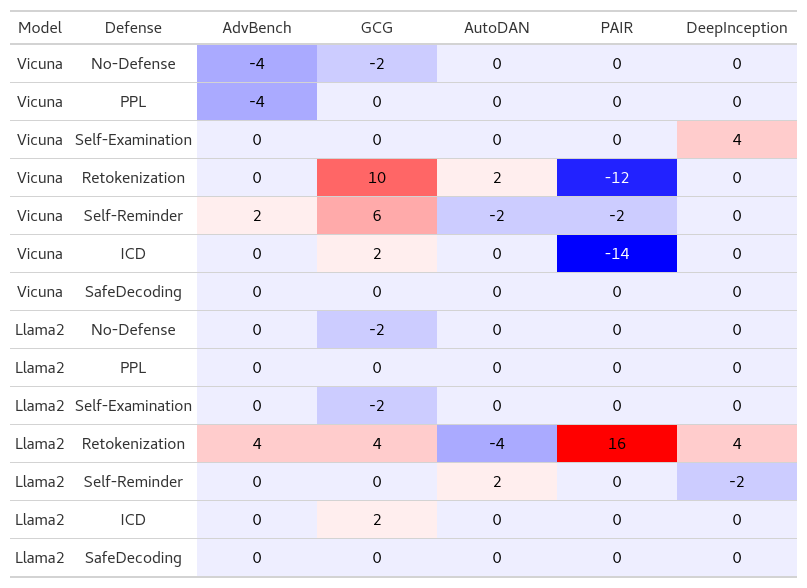 Model Defense AdvBench GCG AutoDAN PAIR DeepInception
Vicuna No-Defense -4 -2 0 0 0
Vicuna PPL -4 0 0 0 0
Vicuna Self-Examination 0 0 0 0 4
Vicuna Retokenization 0 10 2 -12 0
Vicuna Self-Reminder 2 6 -2 -2 0
Vicuna ICD 0 2 0 -14 0
Vicuna SafeDecoding 0 0 0 0 0
Llama2 No-Defense 0 -2 0 0 0
Llama2 PPL 0 0 0 0 0
Llama2 Self-Examination 0 -2 0 0 0
Llama2 Retokenization 4 4 -4 16 4
Llama2 Self-Reminder 0 0 2 0 -2
Llama2 ICD 0 2 0 0 0
Llama2 SafeDecoding 0 0 0 0 0